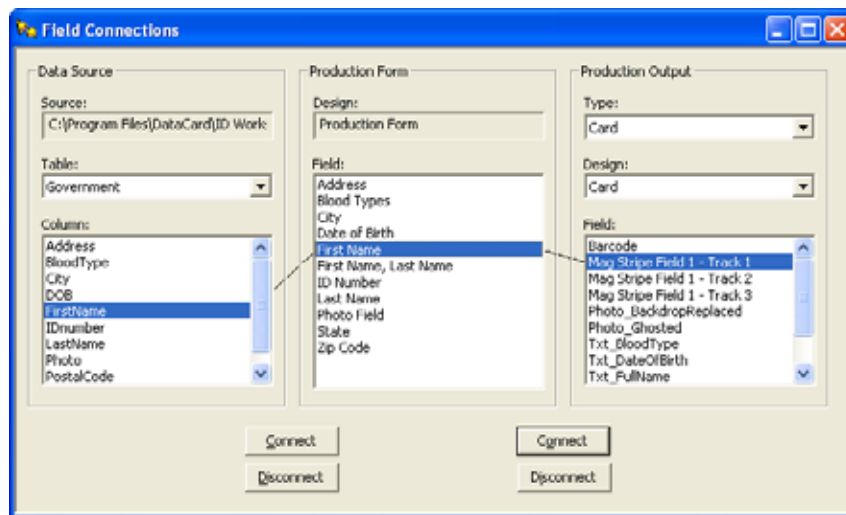 Field Connections
Data Source
Source:
C:\Program Files\DataCard\ID Work
Table:
Government
Column:
Address
BloodType
City
DOB
FirstName
IDnumber
LastName
Photo
PostalCode
Production Form
Design:
Production Form
Field:
Address
Blood Types
City
Date of Birth
First Name
First Name, Last Name
ID Number
Last Name
Photo Field
State
Zip Code
Production Output
Type:
Card
Design:
Card
Field:
Barcode
Mag Stripe Field 1 - Track 1
Mag Stripe Field 1 - Track 2
Mag Stripe Field 1 - Track 3
Photo_BackdropReplaced
Photo_Ghosted
Txt_BloodType
Txt_DateOfBirth
Txt_FullName
Connect
Connect
Disconnect
Disconnect